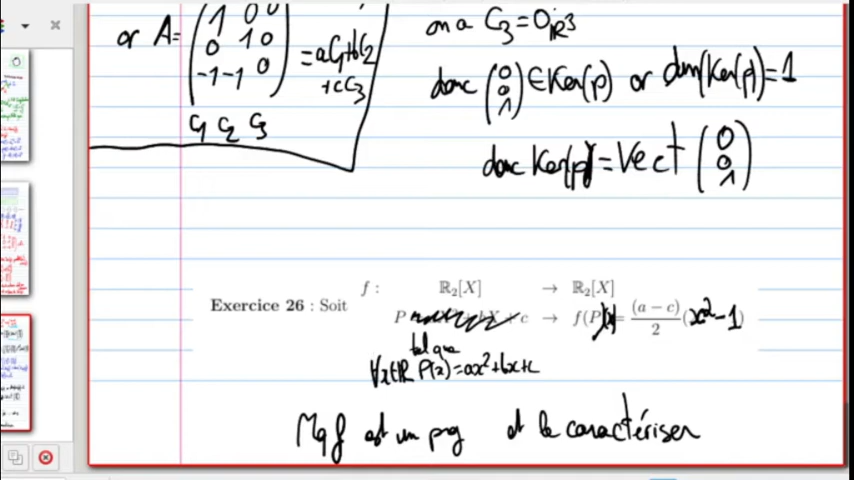 or A = ( 1 0 0
0 1 0
-1 -1 0 ) = aC1+bC2
+cC3
C1 C2 C3
on a C3 = 0ℝ3
donc (0 0 1) ∈ Ker(p) or dim(Ker(p)) = 1
donc Ker(p) = Vect (0 0 1)
Exercice 26 : Soit f : ℝ2[X] → ℝ2[X]
P → f(P)(x) = (a − c)/2 (x²-1)
tel que
∀x∈ℝ P(x)=ax²+bx+c
Mq f est un proj et le caractériser